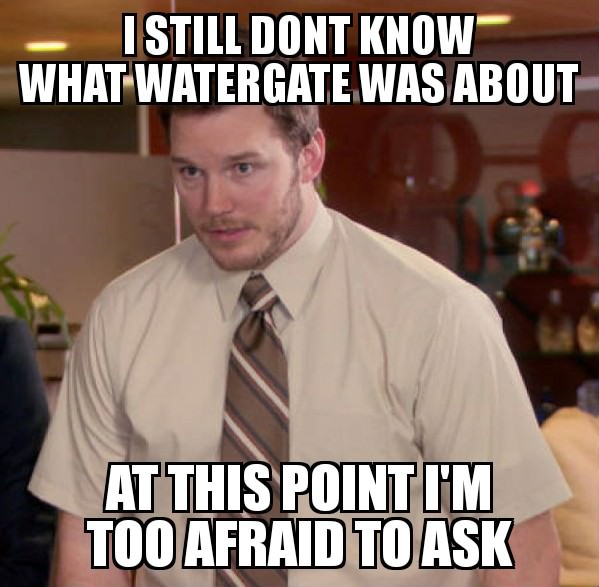 I STILL DONT KNOW
WHAT WATERGATE WAS ABOUT
AT THIS POINT I'M
TOO AFRAID TO ASK